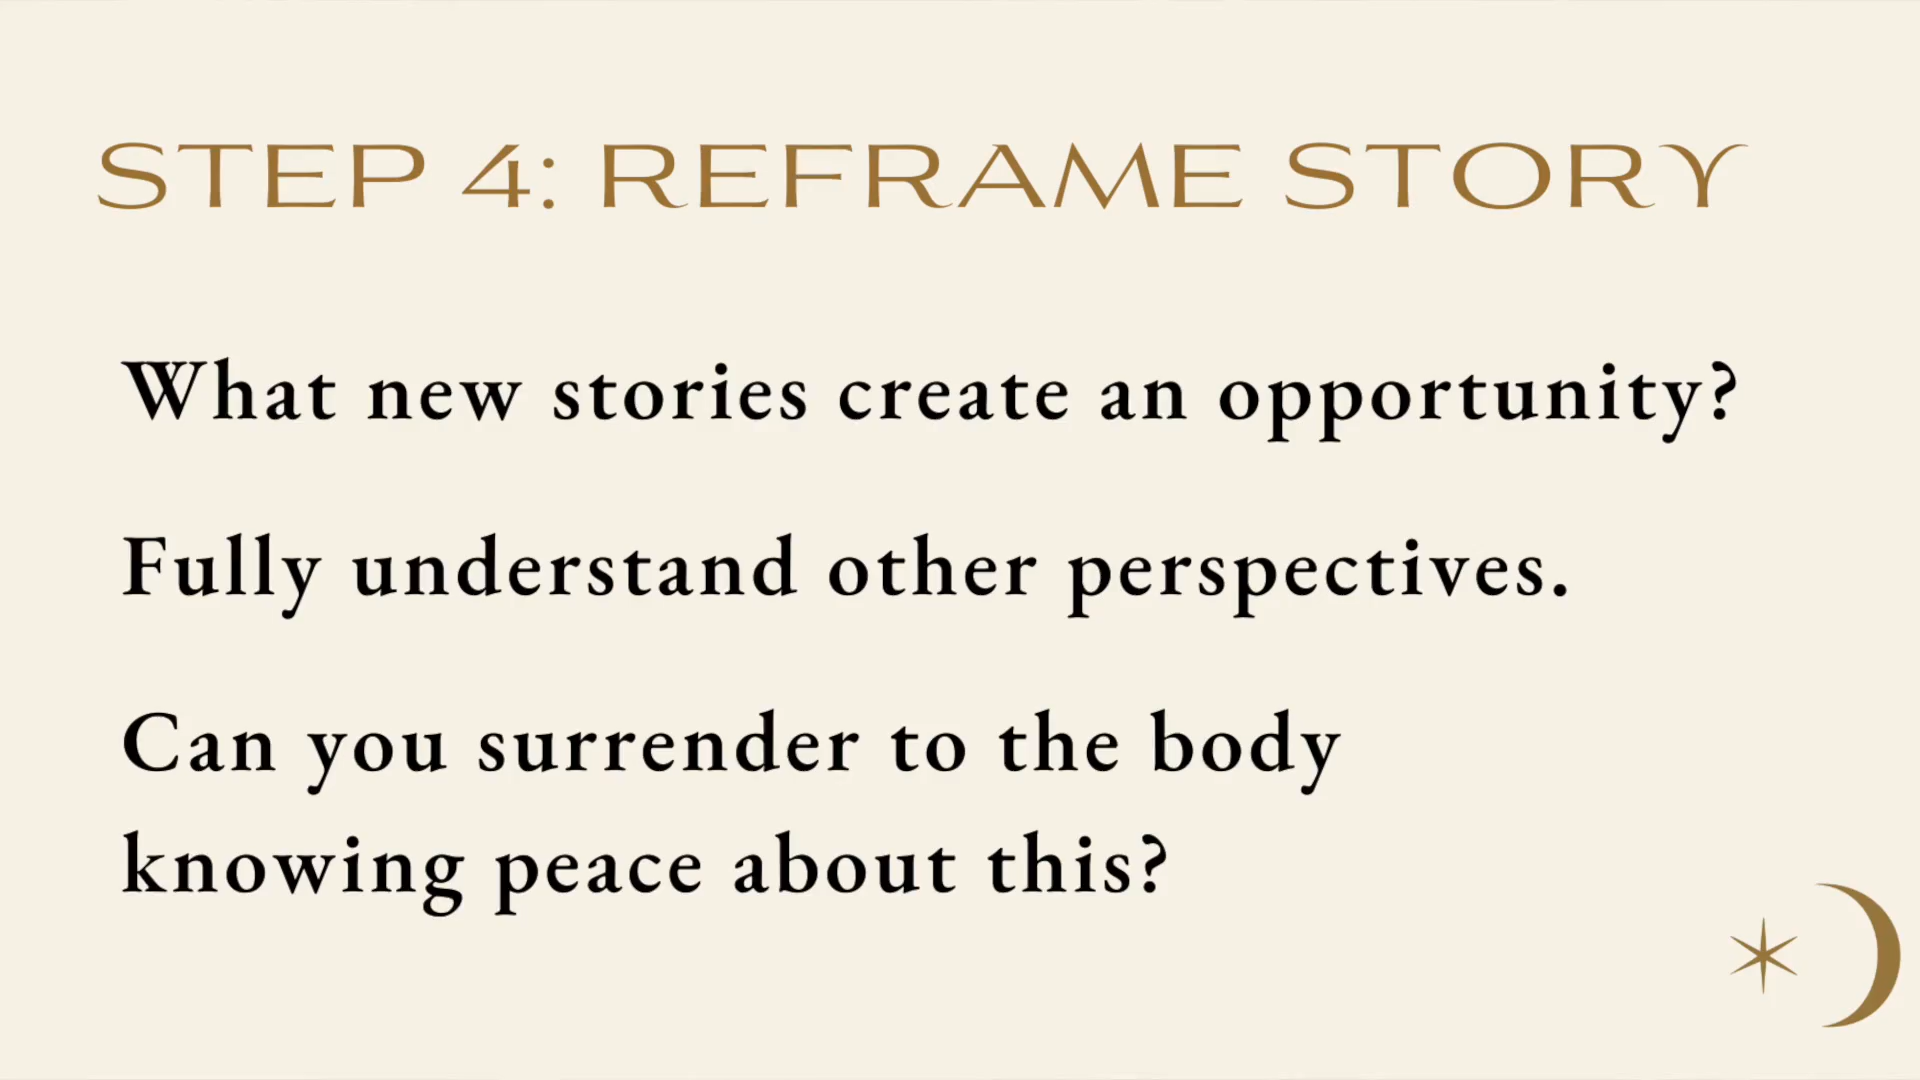 STEP 4: REFRAME STORY
What new stories create an opportunity?
Fully understand other perspectives.
Can you surrender to the body
knowing peace about this?